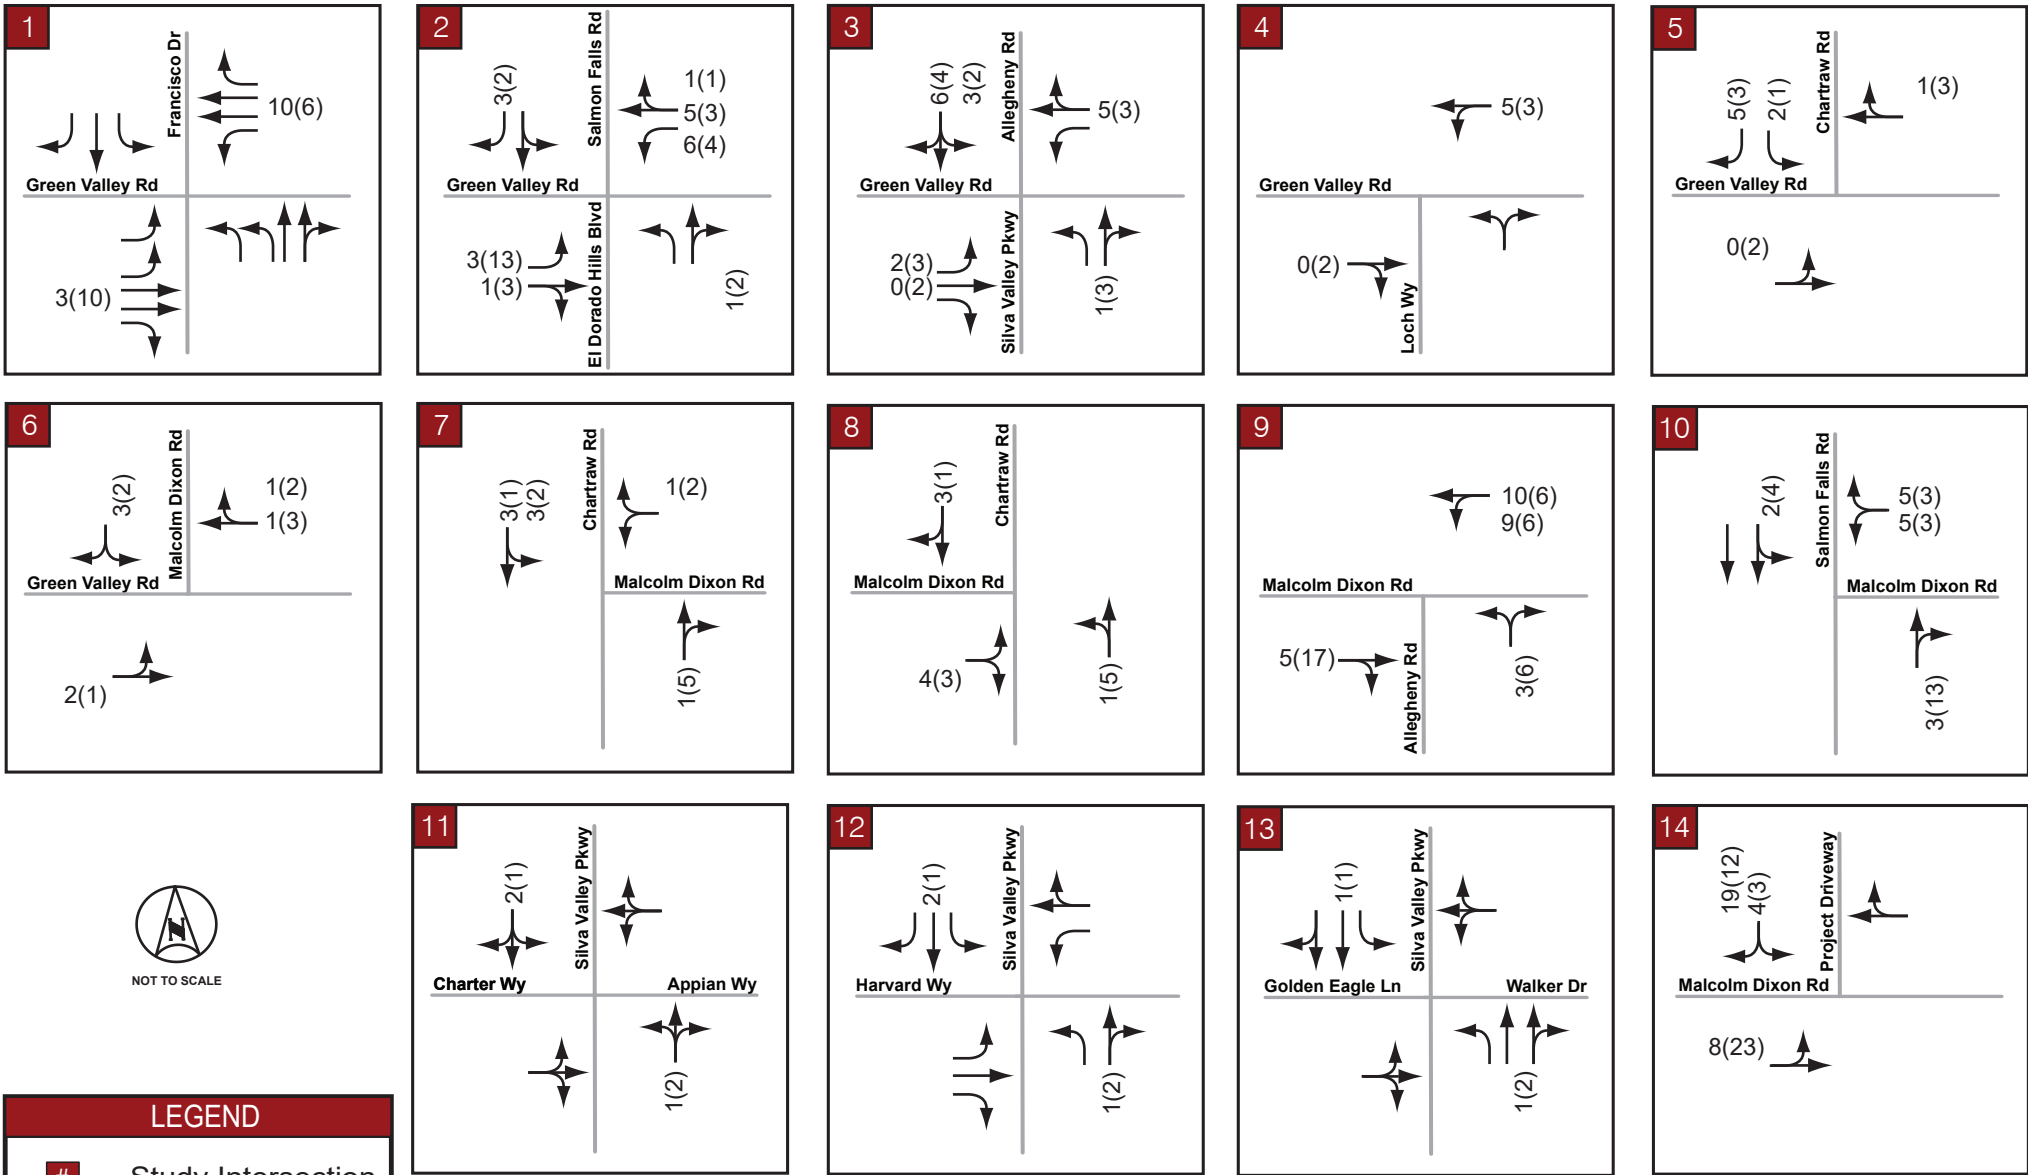 1
Francisco Dr
10(6)
Green Valley Rd
3(10)
2
3(2)
Salmon Falls Rd
1(1)
5(3)
6(4)
Green Valley Rd
El Dorado Hills Blvd
3(13)
1(3)
1(2)
3
6(4)
3(2)
Allegheny Rd
5(3)
Green Valley Rd
Silva Valley Pkwy
2(3)
0(2)
1(3)
4
5(3)
Green Valley Rd
0(2)
Loch Wy
5
5(3)
2(1)
Chartraw Rd
1(3)
Green Valley Rd
0(2)
6
3(2)
Malcolm Dixon Rd
1(2)
1(3)
Green Valley Rd
2(1)
7
3(1)
3(2)
Chartraw Rd
1(2)
Malcolm Dixon Rd
1(5)
8
3(1)
Chartraw Rd
Malcolm Dixon Rd
4(3)
1(5)
9
10(6)
9(6)
Malcolm Dixon Rd
5(17)
Allegheny Rd
3(6)
10
2(4)
Salmon Falls Rd
5(3)
5(3)
Malcolm Dixon Rd
3(13)
NOT TO SCALE
11
2(1)
Silva Valley Pkwy
Charter Wy
Appian Wy
1(2)
12
2(1)
Silva Valley Pkwy
Harvard Wy
1(2)
13
1(1)
Silva Valley Pkwy
Golden Eagle Ln
Walker Dr
1(2)
14
19(12)
4(3)
Project Driveway
Malcolm Dixon Rd
8(23)
LEGEND
# Study Intersection